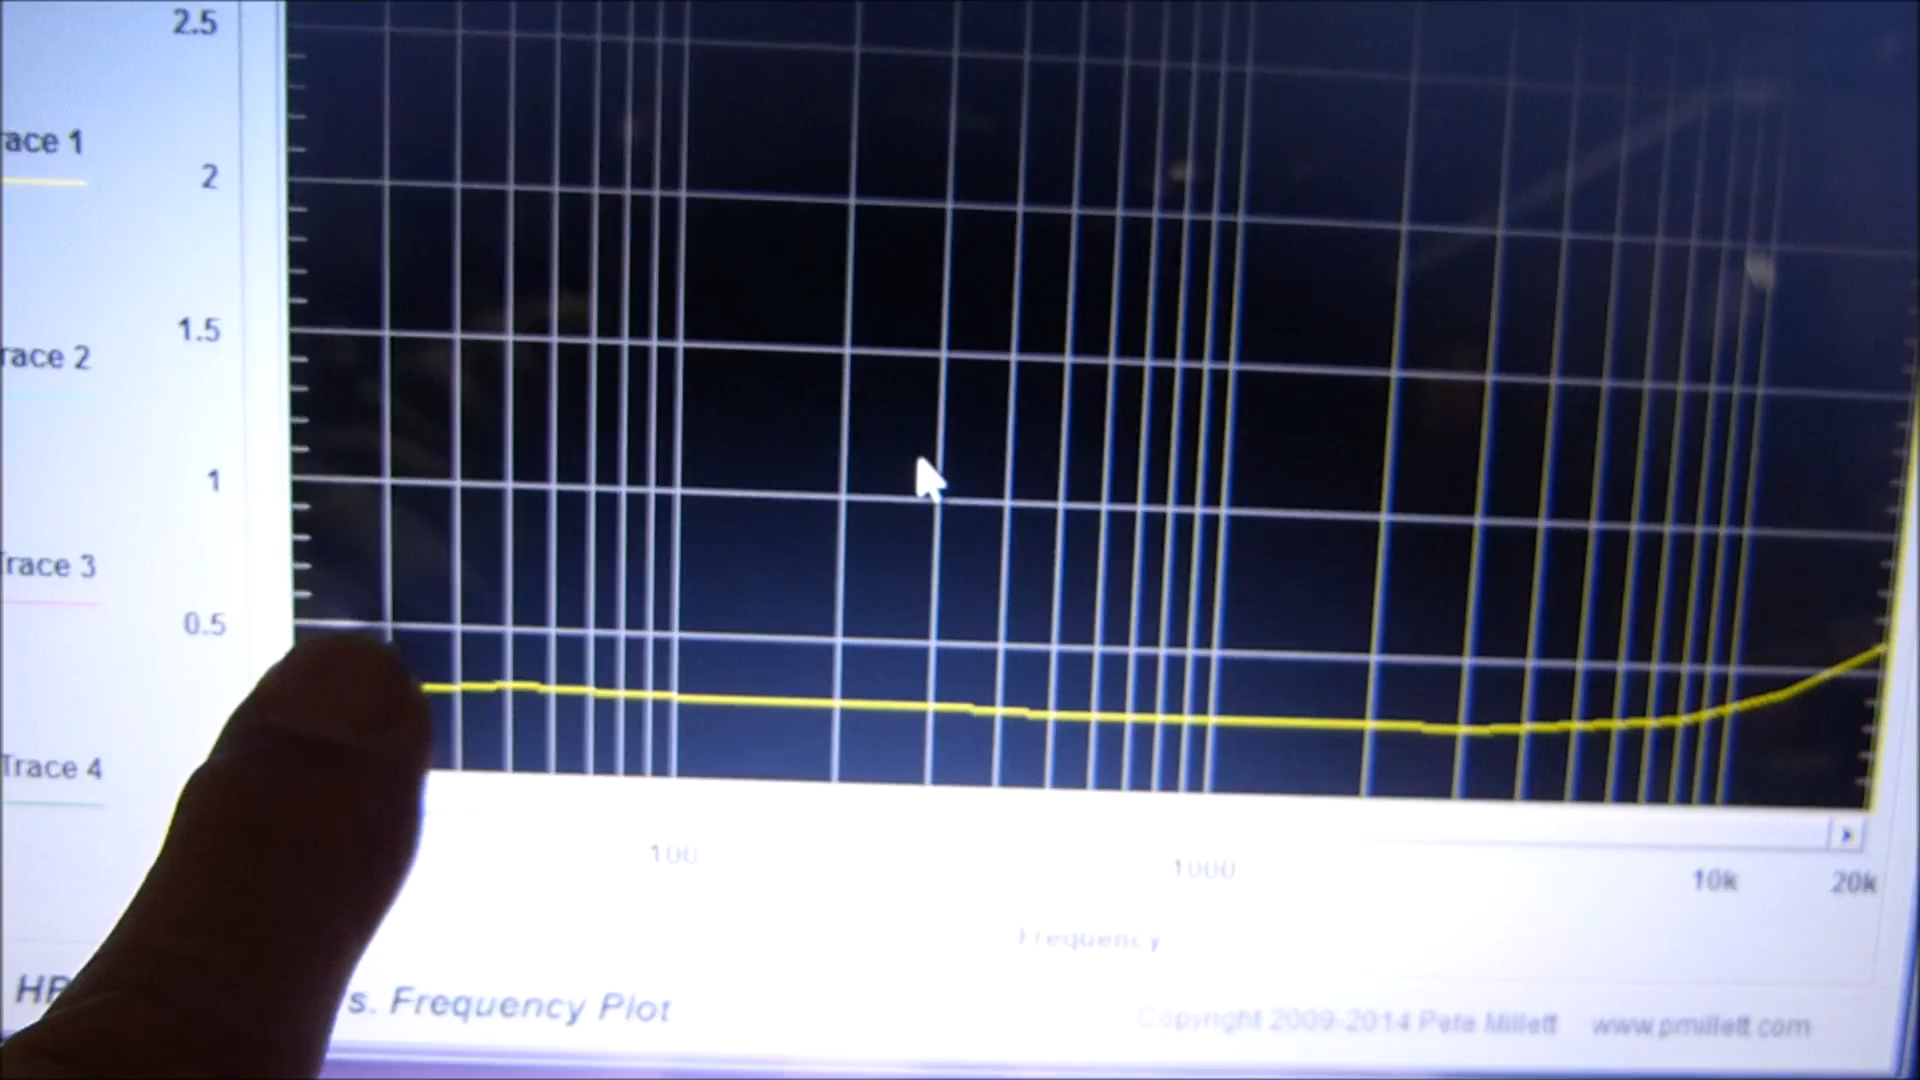 2.5
race 1
2
1.5
race 2
1
Trace 3
0.5
Trace 4
100 1000 10k 20k
Frequency
HP s. Frequency Plot
Copyright 2009-2014 Pete Millett www.pmillett.com